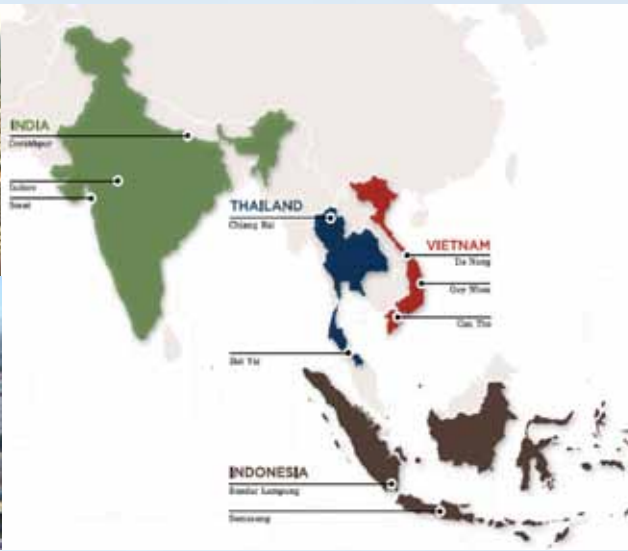 INDIA
Gorakhpur
Indore
Surat
THAILAND
Chiang Rai
Hat Yai
VIETNAM
Da Nang
Quy Nhon
Can Tho
INDONESIA
Bandar Lampung
Semarang